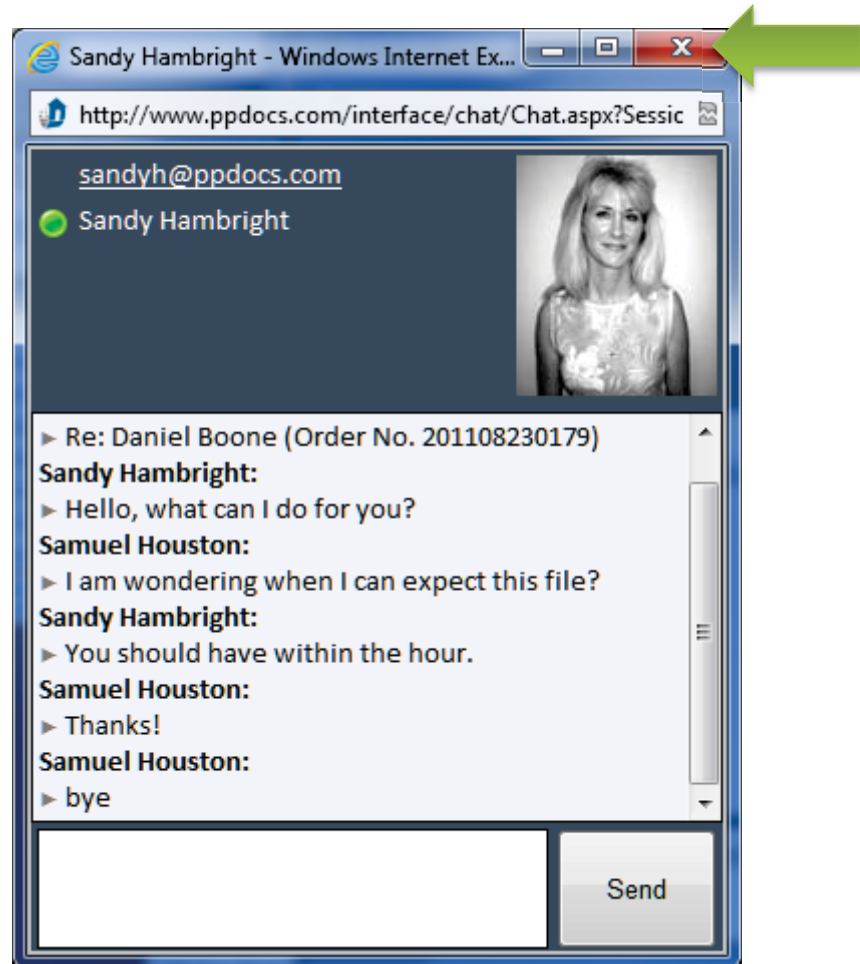 Sandy Hambright - Windows Internet Ex...
http://www.ppdocs.com/interface/chat/Chat.aspx?Sessic
sandyh@ppdocs.com
Sandy Hambright
► Re: Daniel Boone (Order No. 201108230179)
Sandy Hambright:
► Hello, what can I do for you?
Samuel Houston:
► I am wondering when I can expect this file?
Sandy Hambright:
► You should have within the hour.
Samuel Houston:
► Thanks!
Samuel Houston:
► bye
Send